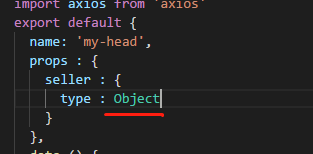 import axios from 'axios'
export default {
name: 'my-head',
props : {
seller : {
type : Object
}
},
data () {